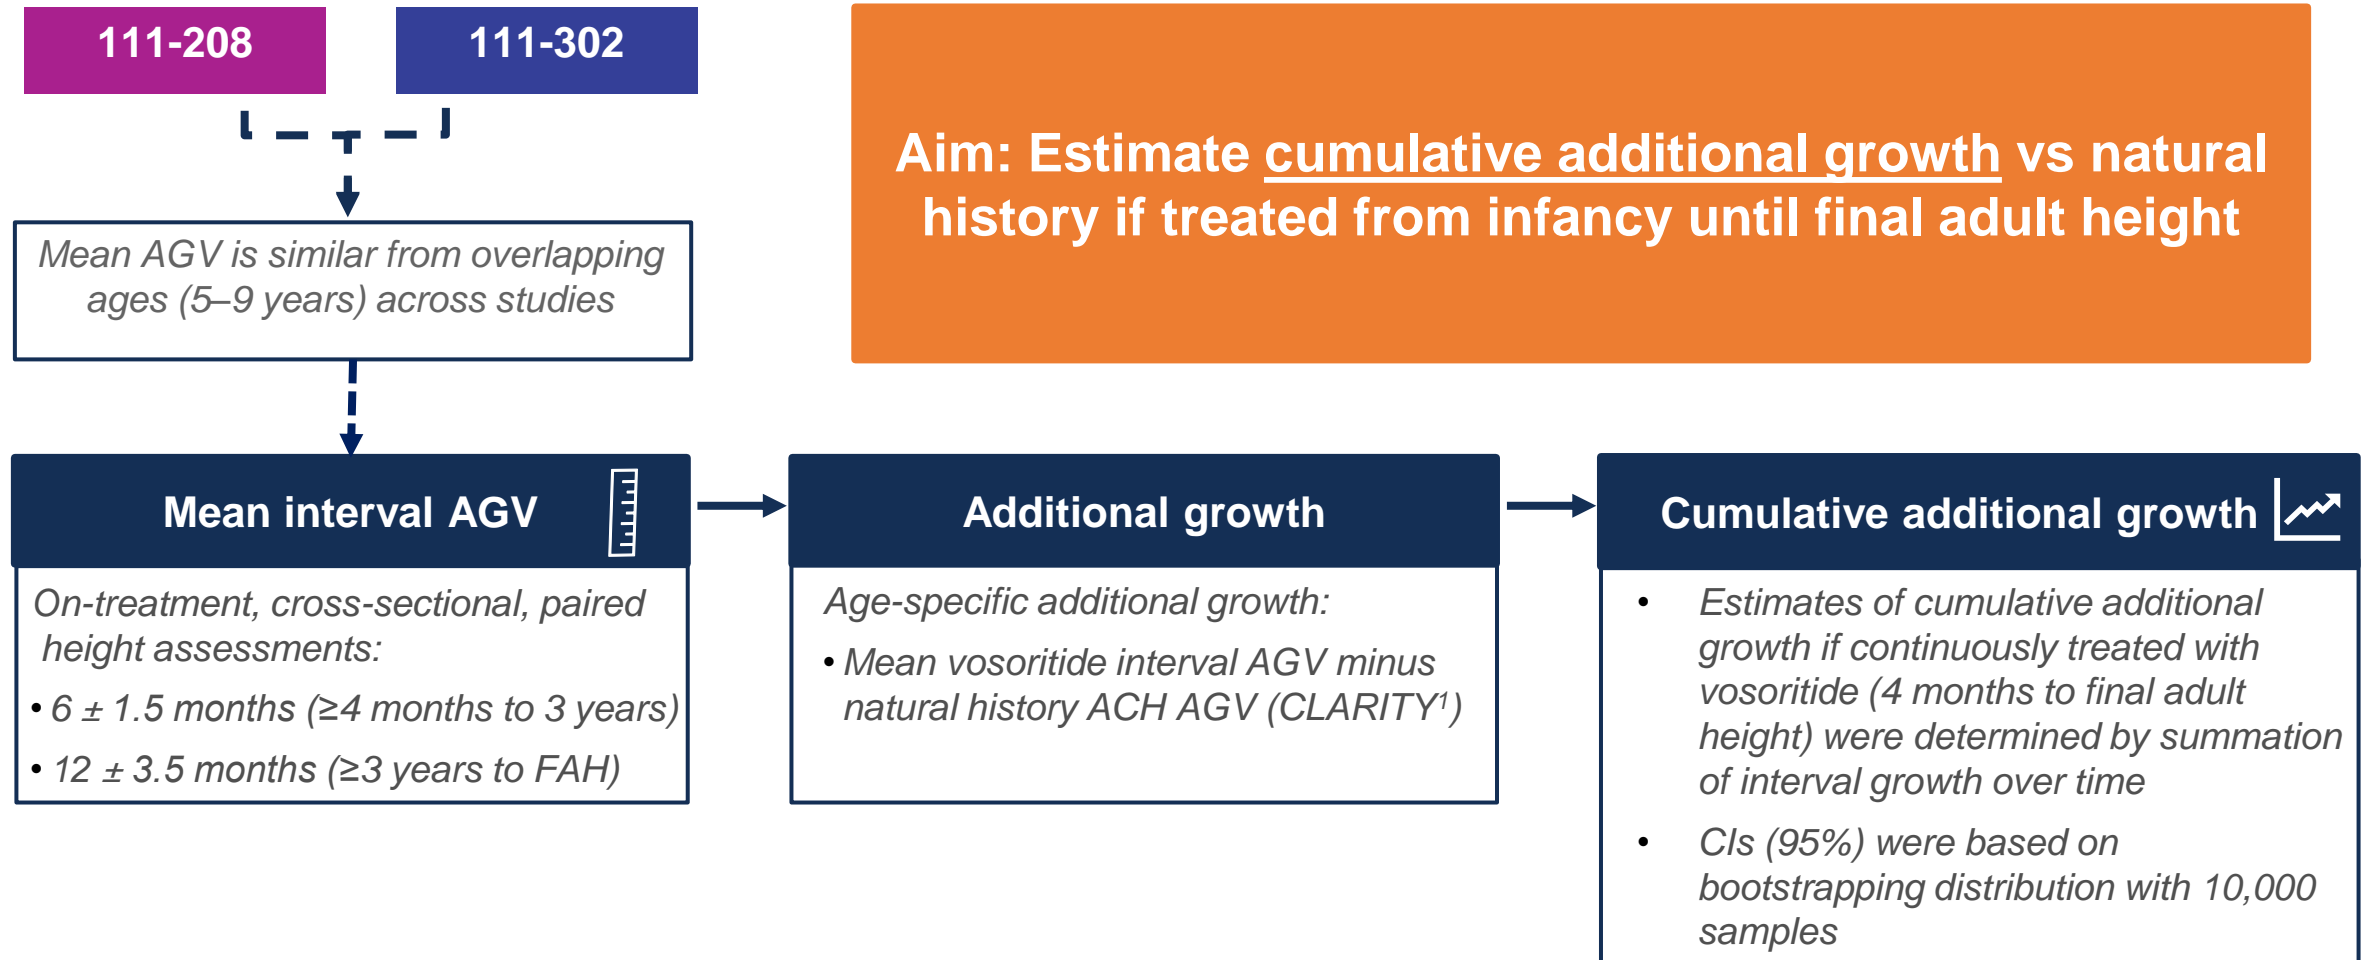 111-208
111-302
Aim: Estimate cumulative additional growth vs natural
history if treated from infancy until final adult height
Mean AGV is similar from overlapping
ages (5–9 years) across studies
Mean interval AGV
On-treatment, cross-sectional, paired
height assessments:
• 6 ± 1.5 months (≥4 months to 3 years)
• 12 ± 3.5 months (≥3 years to FAH)
Additional growth
Age-specific additional growth:
• Mean vosoritide interval AGV minus
natural history ACH AGV (CLARITY¹)
Cumulative additional growth
• Estimates of cumulative additional
growth if continuously treated with
vosoritide (4 months to final adult
height) were determined by summation
of interval growth over time
• CIs (95%) were based on
bootstrapping distribution with 10,000
samples